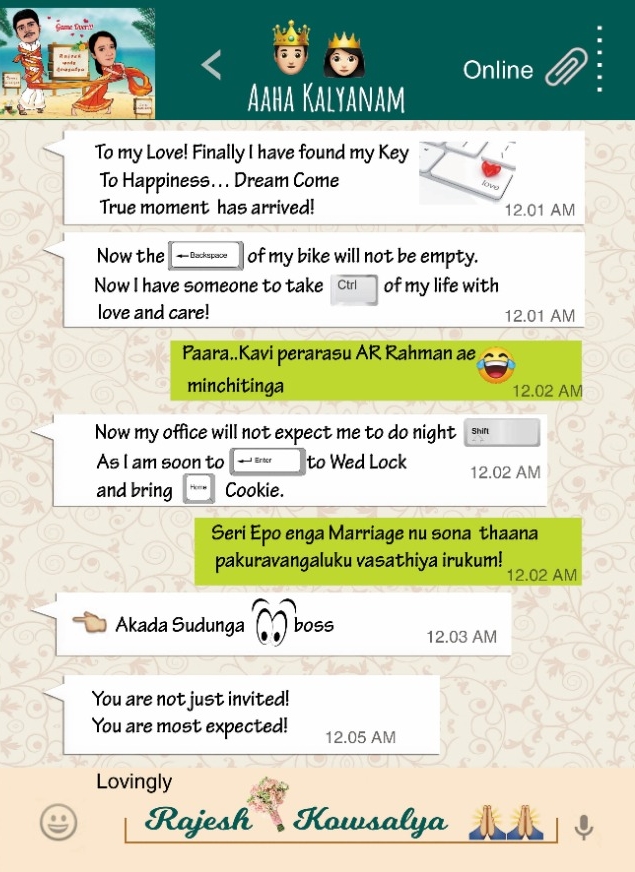 Game Over!!!
Rajesh
weds
Kowsalya
AAHA KALYANAM
Online
To my Love! Finally I have found my Key
To Happiness... Dream Come
True moment has arrived!
love
12.01 AM
Now the ←Backspace of my bike will not be empty.
Now I have someone to take Ctrl of my life with
love and care!
12.01 AM
Paara..Kavi perarasu AR Rahman ae
minchitinga
12.02 AM
Now my office will not expect me to do night Shift
As I am soon to Enter to Wed Lock
and bring Home Cookie.
12.02 AM
Seri Epo enga Marriage nu sona thaana
pakuravangaluku vasathiya irukum!
12.02 AM
Akada Sudunga boss
12.03 AM
You are not just invited!
You are most expected!
12.05 AM
Lovingly
Rajesh Kowsalya